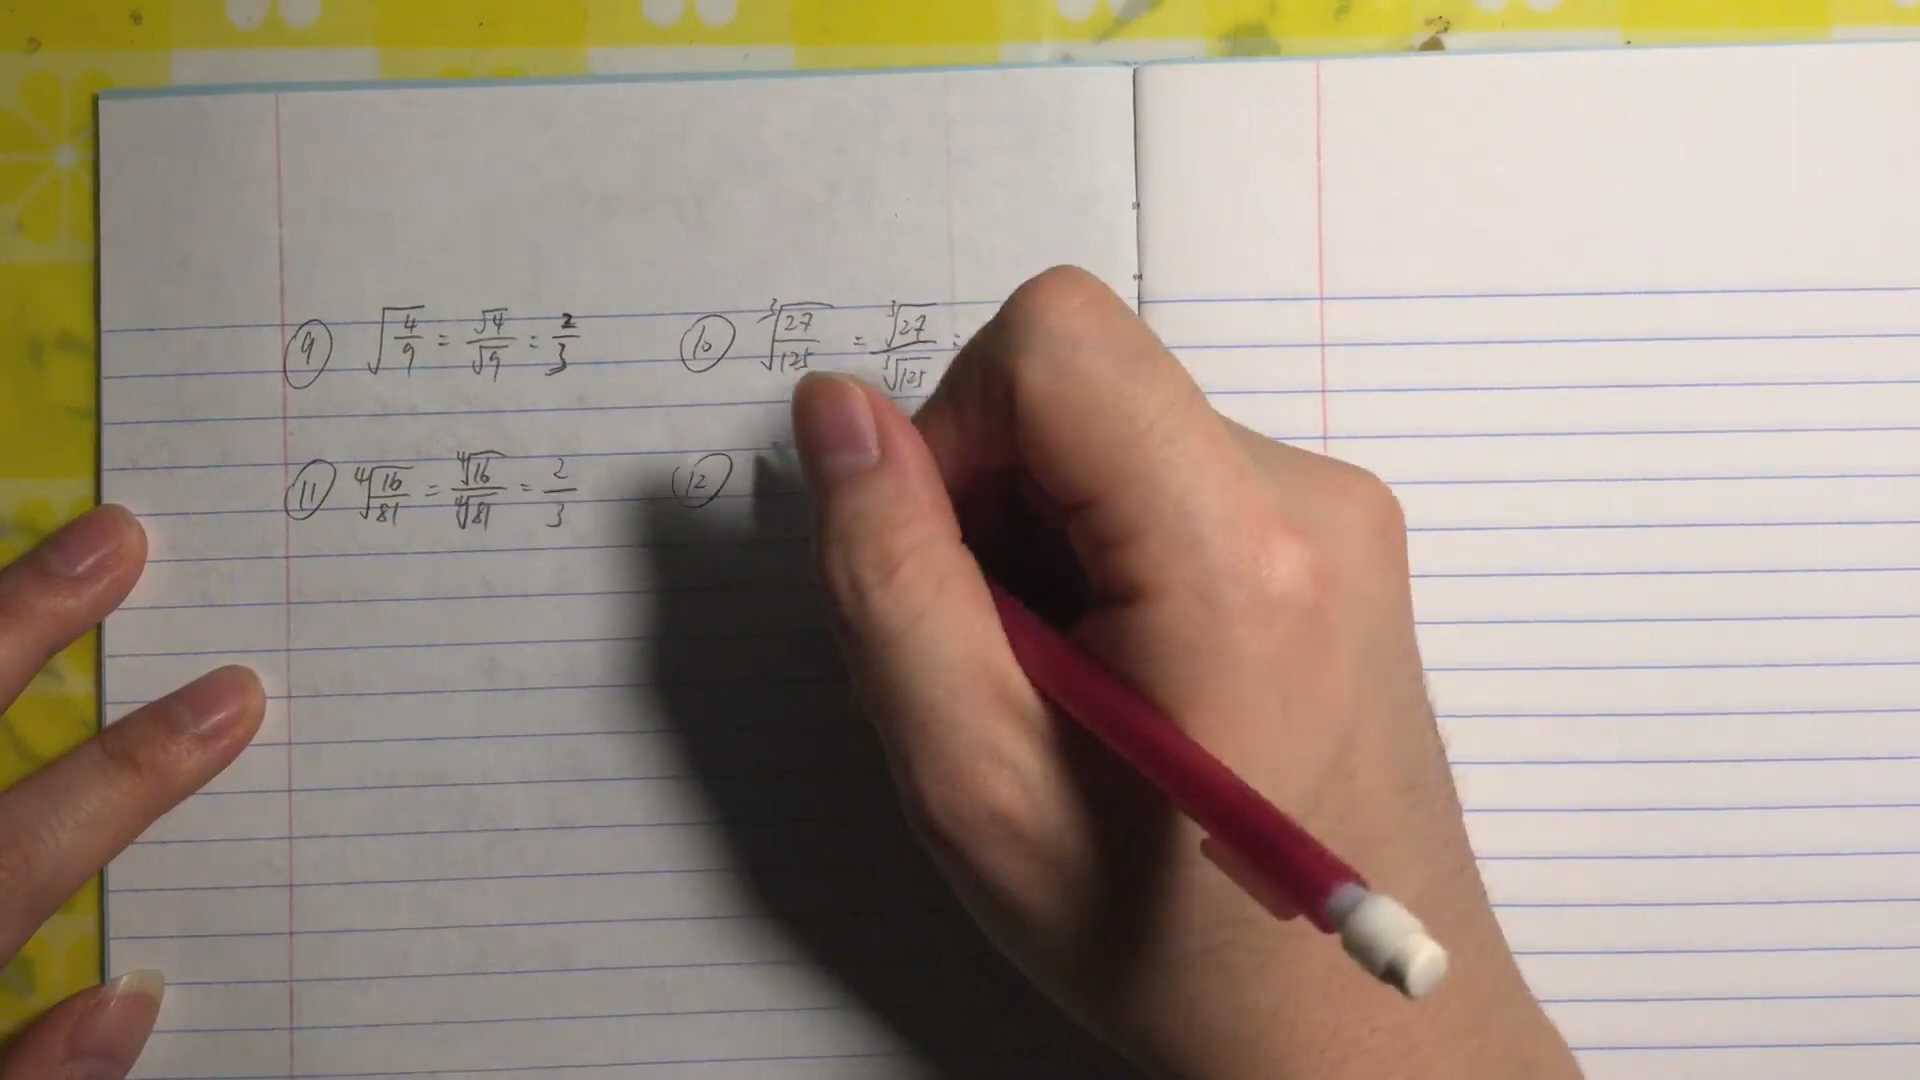 ⑨ √(4/9) = √4/√9 = 2/3
⑩ ∛(27/125) = ∛27/∛125 =
⑪ ∜(16/81) = ∜16/∜81 = 2/3
⑫